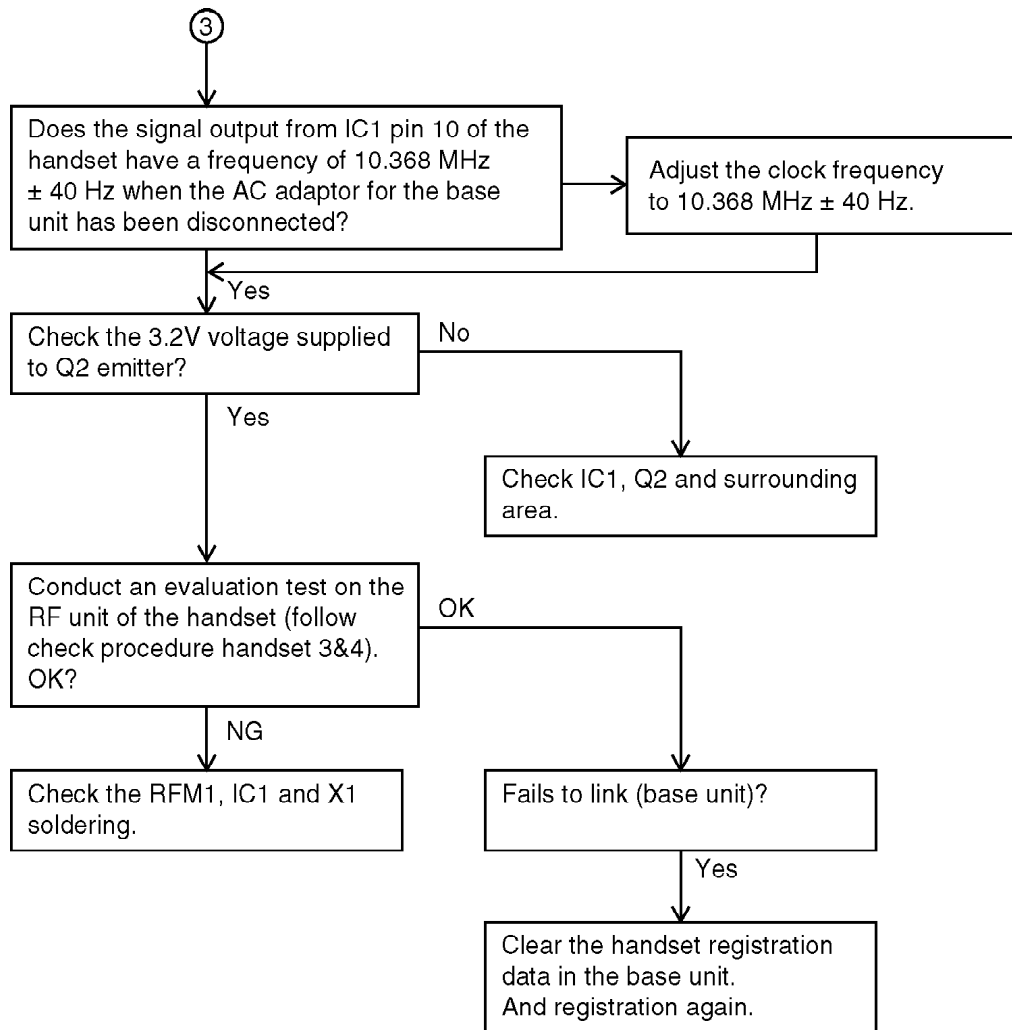 3
Does the signal output from IC1 pin 10 of the
handset have a frequency of 10.368 MHz
± 40 Hz when the AC adaptor for the base
unit has been disconnected?
Adjust the clock frequency
to 10.368 MHz ± 40 Hz.
Yes
Check the 3.2V voltage supplied
to Q2 emitter?
No
Yes
Check IC1, Q2 and surrounding
area.
Conduct an evaluation test on the
RF unit of the handset (follow
check procedure handset 3&4).
OK?
OK
NG
Check the RFM1, IC1 and X1
soldering.
Fails to link (base unit)?
Yes
Clear the handset registration
data in the base unit.
And registration again.